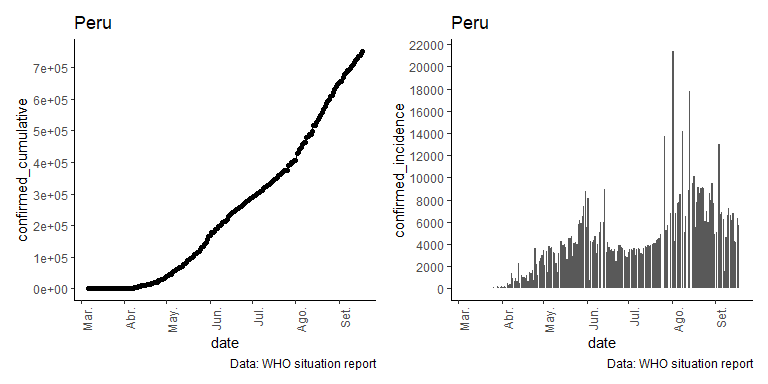 Peru
confirmed_cumulative
7e+05
6e+05
5e+05
4e+05
3e+05
2e+05
1e+05
0e+00
Mar.
Abr.
May.
Jun.
Jul.
Ago.
Set.
date
Data: WHO situation report
Peru
confirmed_incidence
22000
20000
18000
16000
14000
12000
10000
8000
6000
4000
2000
0
Mar.
Abr.
May.
Jun.
Jul.
Ago.
Set.
date
Data: WHO situation report